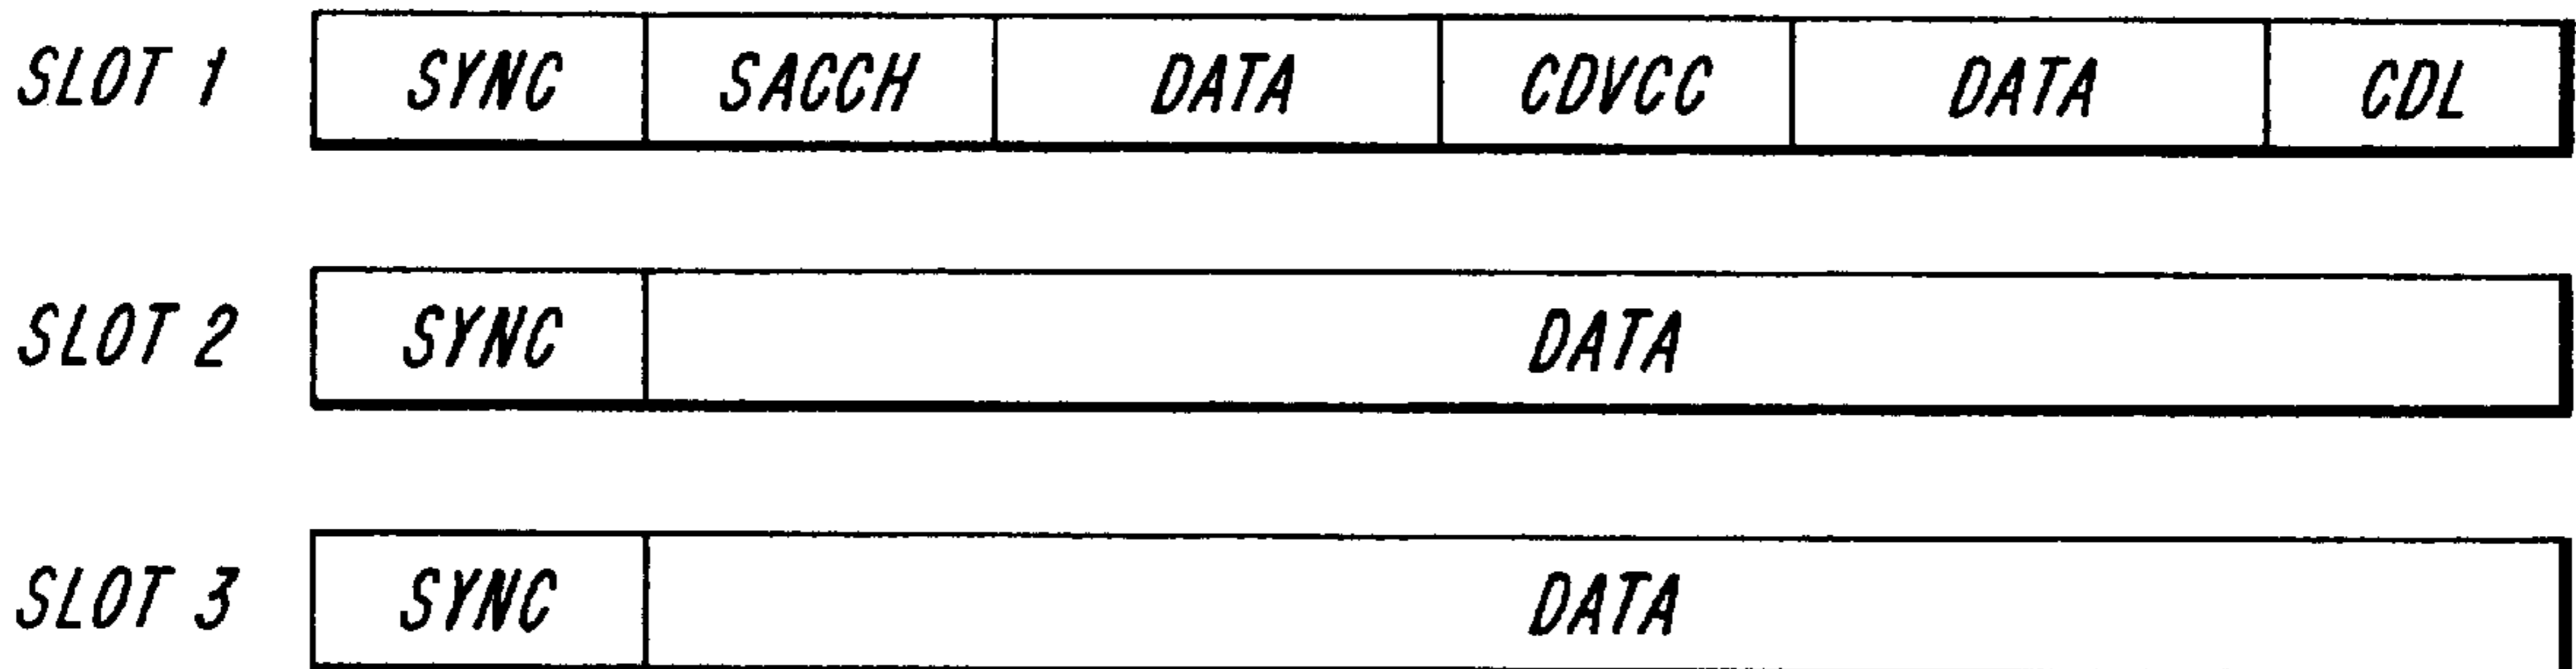 SLOT 1 SYNC SACCH DATA CDVCC DATA CDL
SLOT 2 SYNC DATA
SLOT 3 SYNC DATA